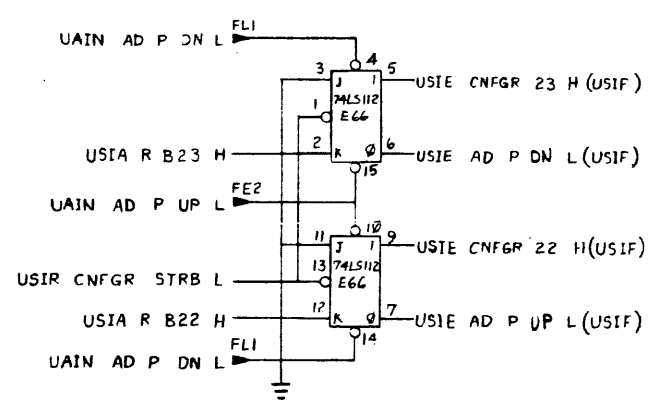 FL1
UAIN AD P DN L
4
3 J 1 5 USIE CNFGR 23 H (USIF)
74LS112
1 E66
2
USIA R B23 H K Ø 6 USIE AD P DN L (USIF)
15
FE2
UAIN AD P UP L
10
11 J 1 9 USIE CNFGR 22 H (USIF)
74LS112
13
USIR CNFGR STRB L E66
12
USIA R B22 H K Ø 7 USIE AD P UP L (USIF)
14
FL1
UAIN AD P DN L